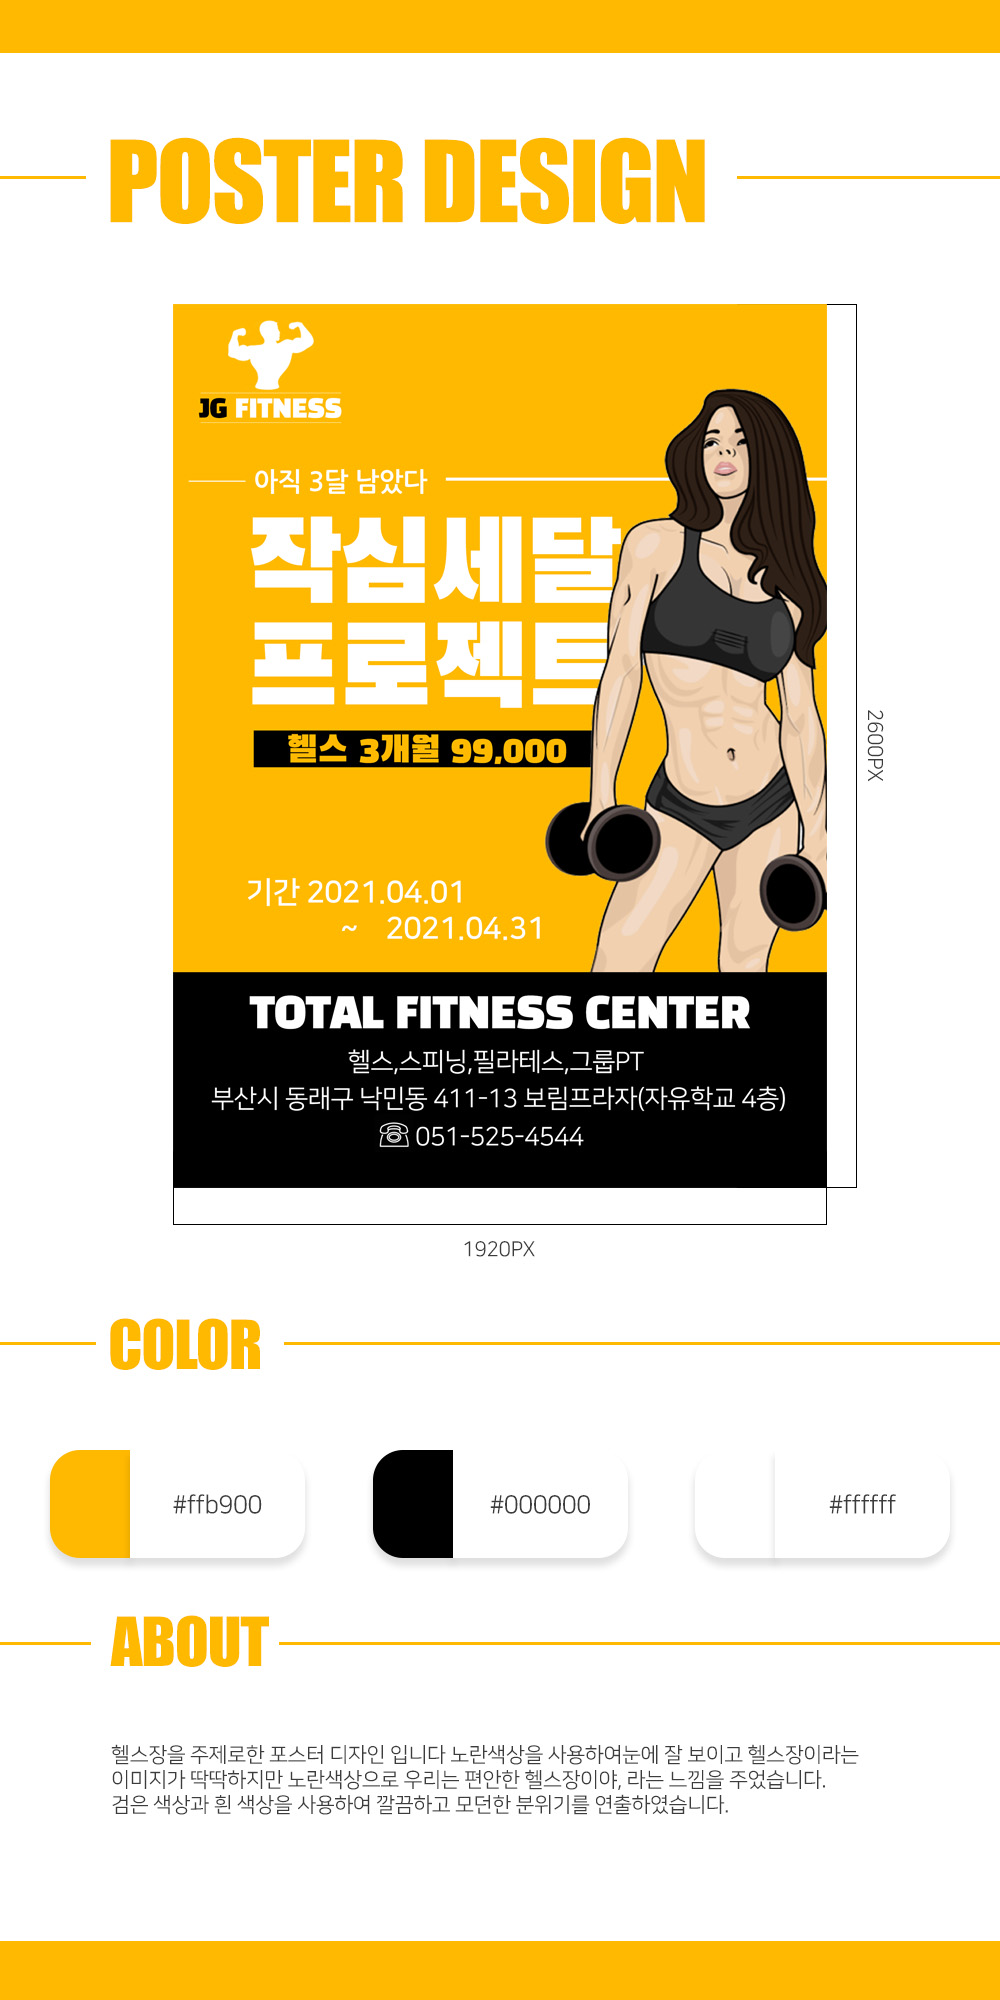 POSTER DESIGN
JG FITNESS
아직 3달 남았다
작심세달
프로젝트
헬스 3개월 99,000
기간 2021.04.01
~ 2021.04.31
TOTAL FITNESS CENTER
헬스,스피닝,필라테스,그룹PT
부산시 동래구 낙민동 411-13 보림프라자(자유학교 4층)
☏ 051-525-4544
2600PX
1920PX
COLOR
#ffb900
#000000
#ffffff
ABOUT
헬스장을 주제로한 포스터 디자인 입니다 노란색상을 사용하여눈에 잘 보이고 헬스장이라는
이미지가 딱딱하지만 노란색상으로 우리는 편안한 헬스장이야, 라는 느낌을 주었습니다.
검은 색상과 흰 색상을 사용하여 깔끔하고 모던한 분위기를 연출하였습니다.